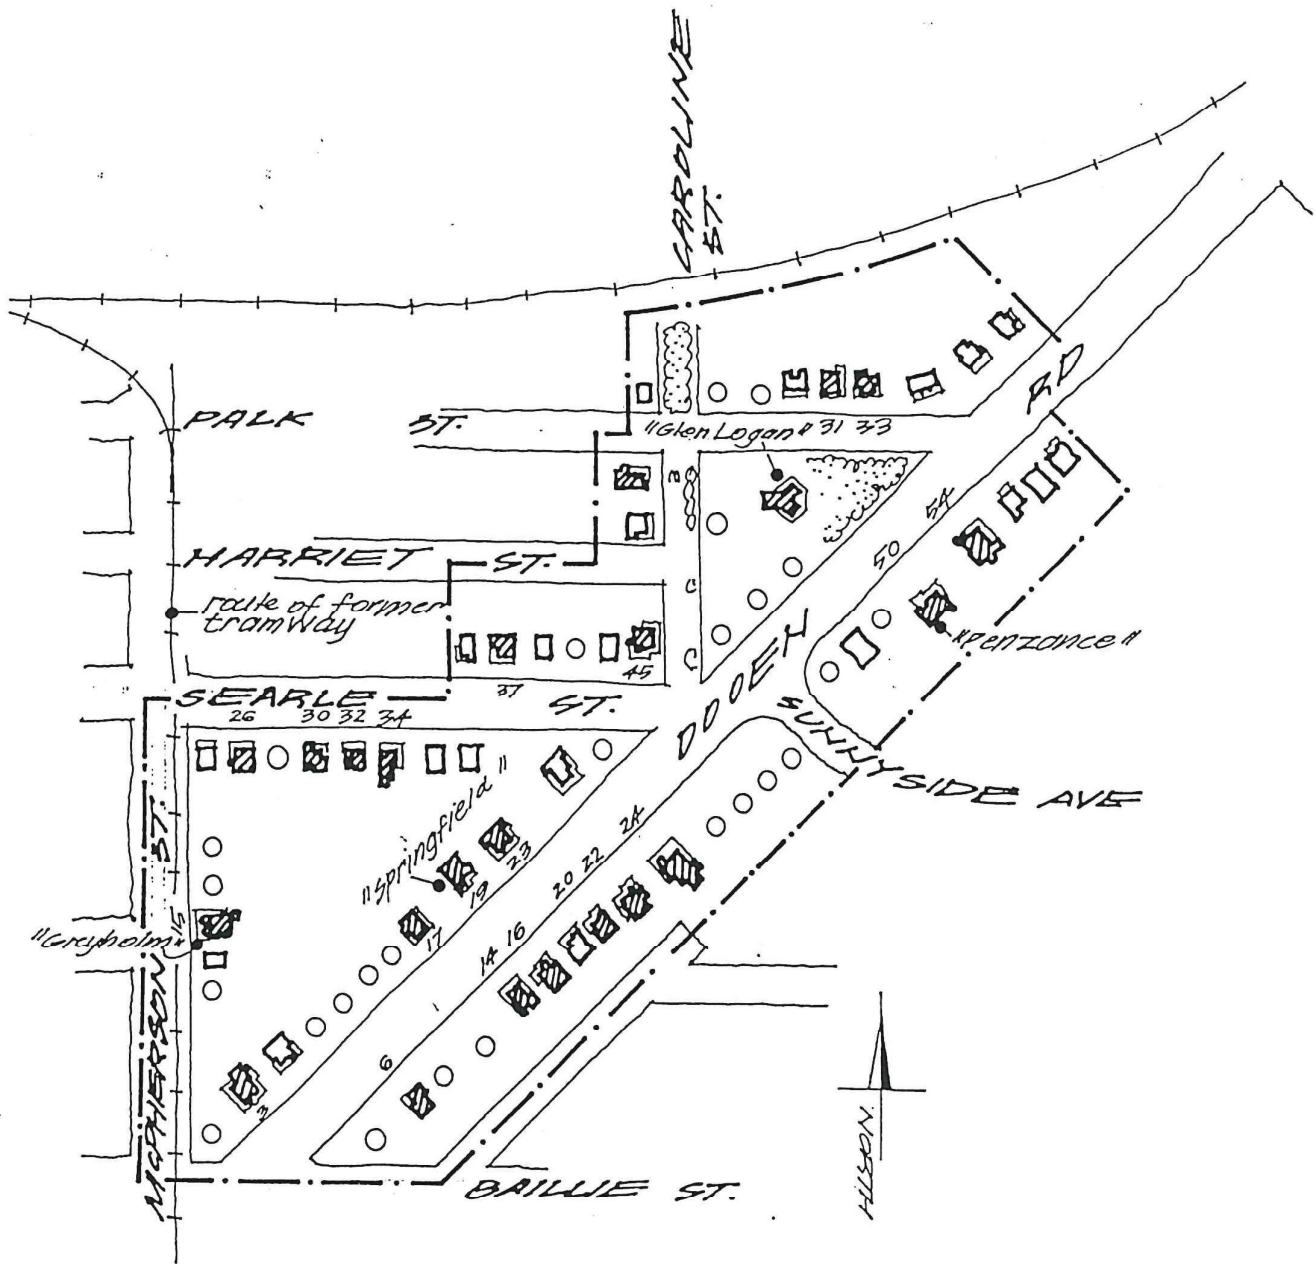 CAROLINE
ST.
PALK ST.
"Glen Logan" 31 33
RD
HARRIET ST.
54
50
route of former
tramway
"Penzance"
45
37
SEARLE ST.
26 30 32 34
SUNNYSIDE AVE
"Springfield"
24
23
20 22
19
"Greyholm" 15
17
14 16
MCPHERSON ST.
6
3
HILSON.
BAILLIE ST.